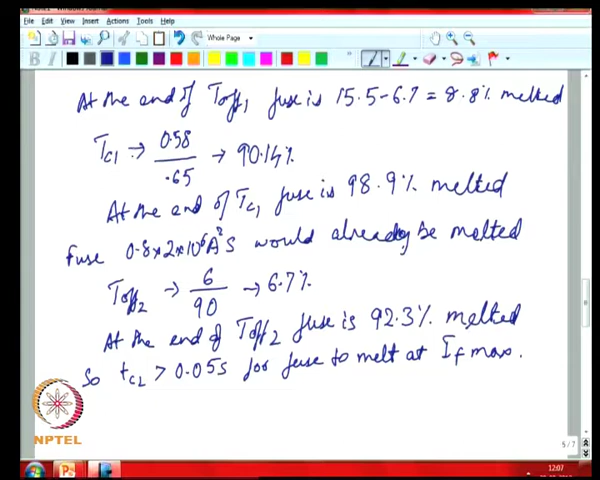 File Edit View Insert Actions Tools Help
Whole Page
At the end of Toff1 fuse is 15.5-6.7 = 8.8% melted
Tc1 → 0.58/.65 → 90.14%
At the end of Tc1 fuse is 98.9% melted
Fuse 0.8×2×10⁶A²S would already be melted
Toff2 → 6/90 → 6.7%
At the end of Toff2 fuse is 92.3% melted
So tc2 > 0.05s for fuse to melt at If max.
NPTEL
5/7
12:07